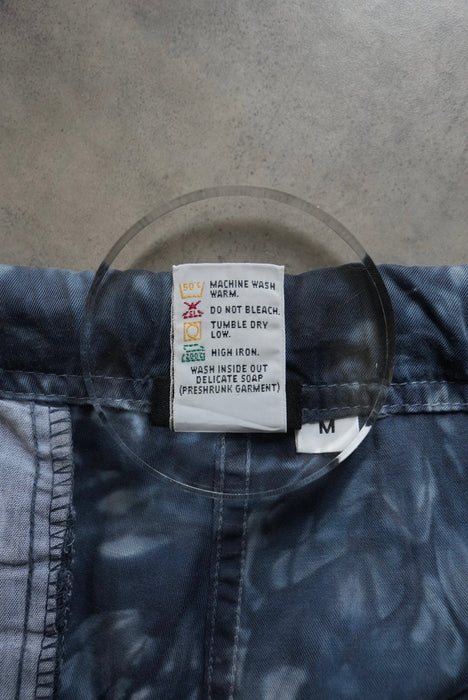 50°C MACHINE WASH
WARM.
DO NOT BLEACH.
TUMBLE DRY
LOW.
HIGH IRON.
WASH INSIDE OUT
DELICATE SOAP
(PRESHRUNK GARMENT)
M